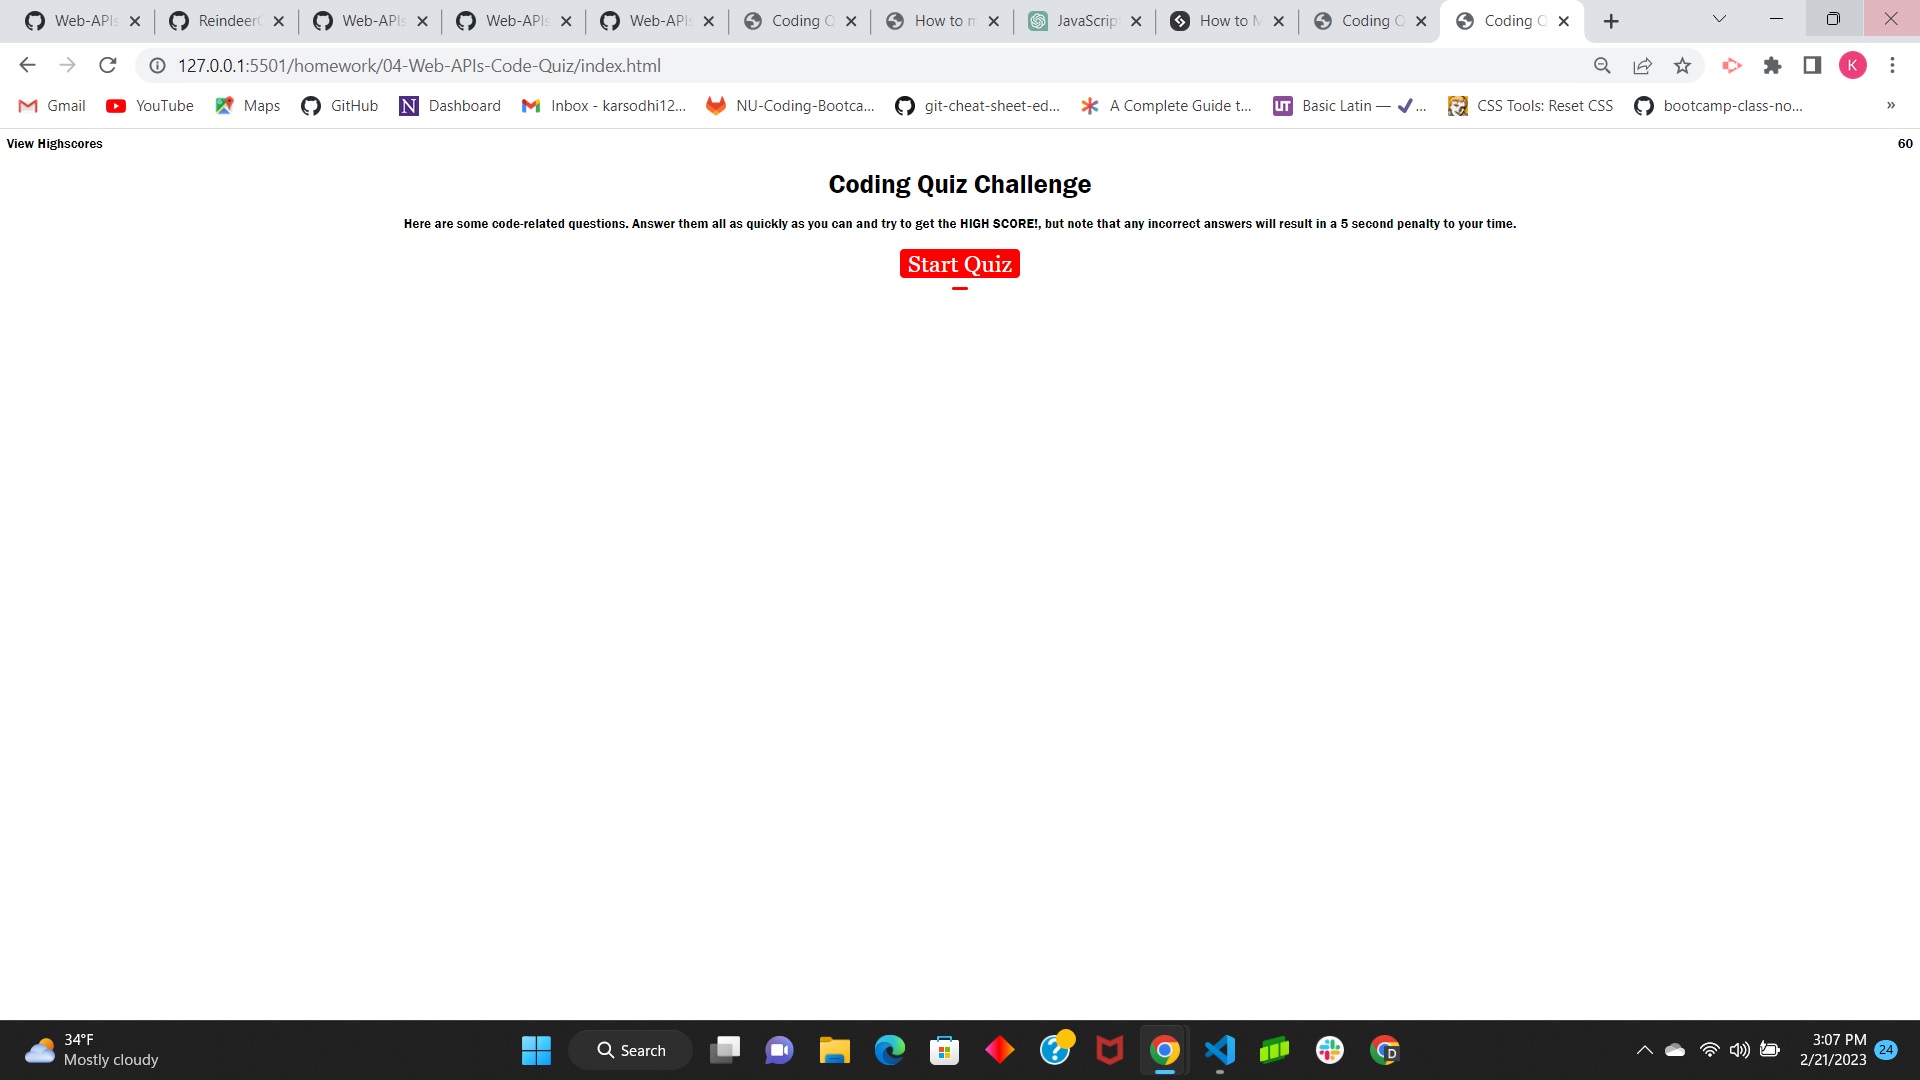 Web-APIs
Reindeer
Web-APIs
Web-APIs
Web-APIs
Coding Q
How to m
JavaScrip
How to M
Coding Q
Coding Q
127.0.0.1:5501/homework/04-Web-APIs-Code-Quiz/index.html
K
Gmail
YouTube
Maps
GitHub
N Dashboard
Inbox - karsodhi12...
NU-Coding-Bootca...
git-cheat-sheet-ed...
A Complete Guide t...
UT Basic Latin — ✔...
CSS Tools: Reset CSS
bootcamp-class-no...
»
View Highscores
60
Coding Quiz Challenge
Here are some code-related questions. Answer them all as quickly as you can and try to get the HIGH SCORE!, but note that any incorrect answers will result in a 5 second penalty to your time.
Start Quiz
34°F
Mostly cloudy
Search
D
3:07 PM
2/21/2023
24